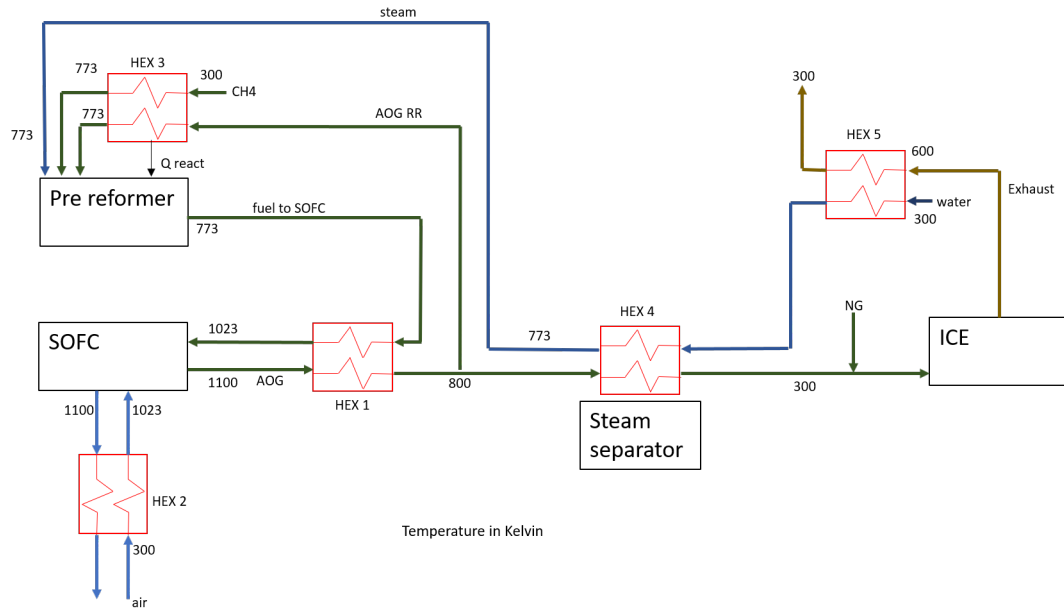 steam
HEX 3
773
300
CH4
773
AOG RR
773
Q react
Pre reformer
fuel to SOFC
773
300
HEX 5
600
Exhaust
water
300
SOFC
1023
1100
AOG
HEX 1
800
HEX 4
773
NG
300
ICE
Steam
separator
1100
1023
HEX 2
300
air
Temperature in Kelvin